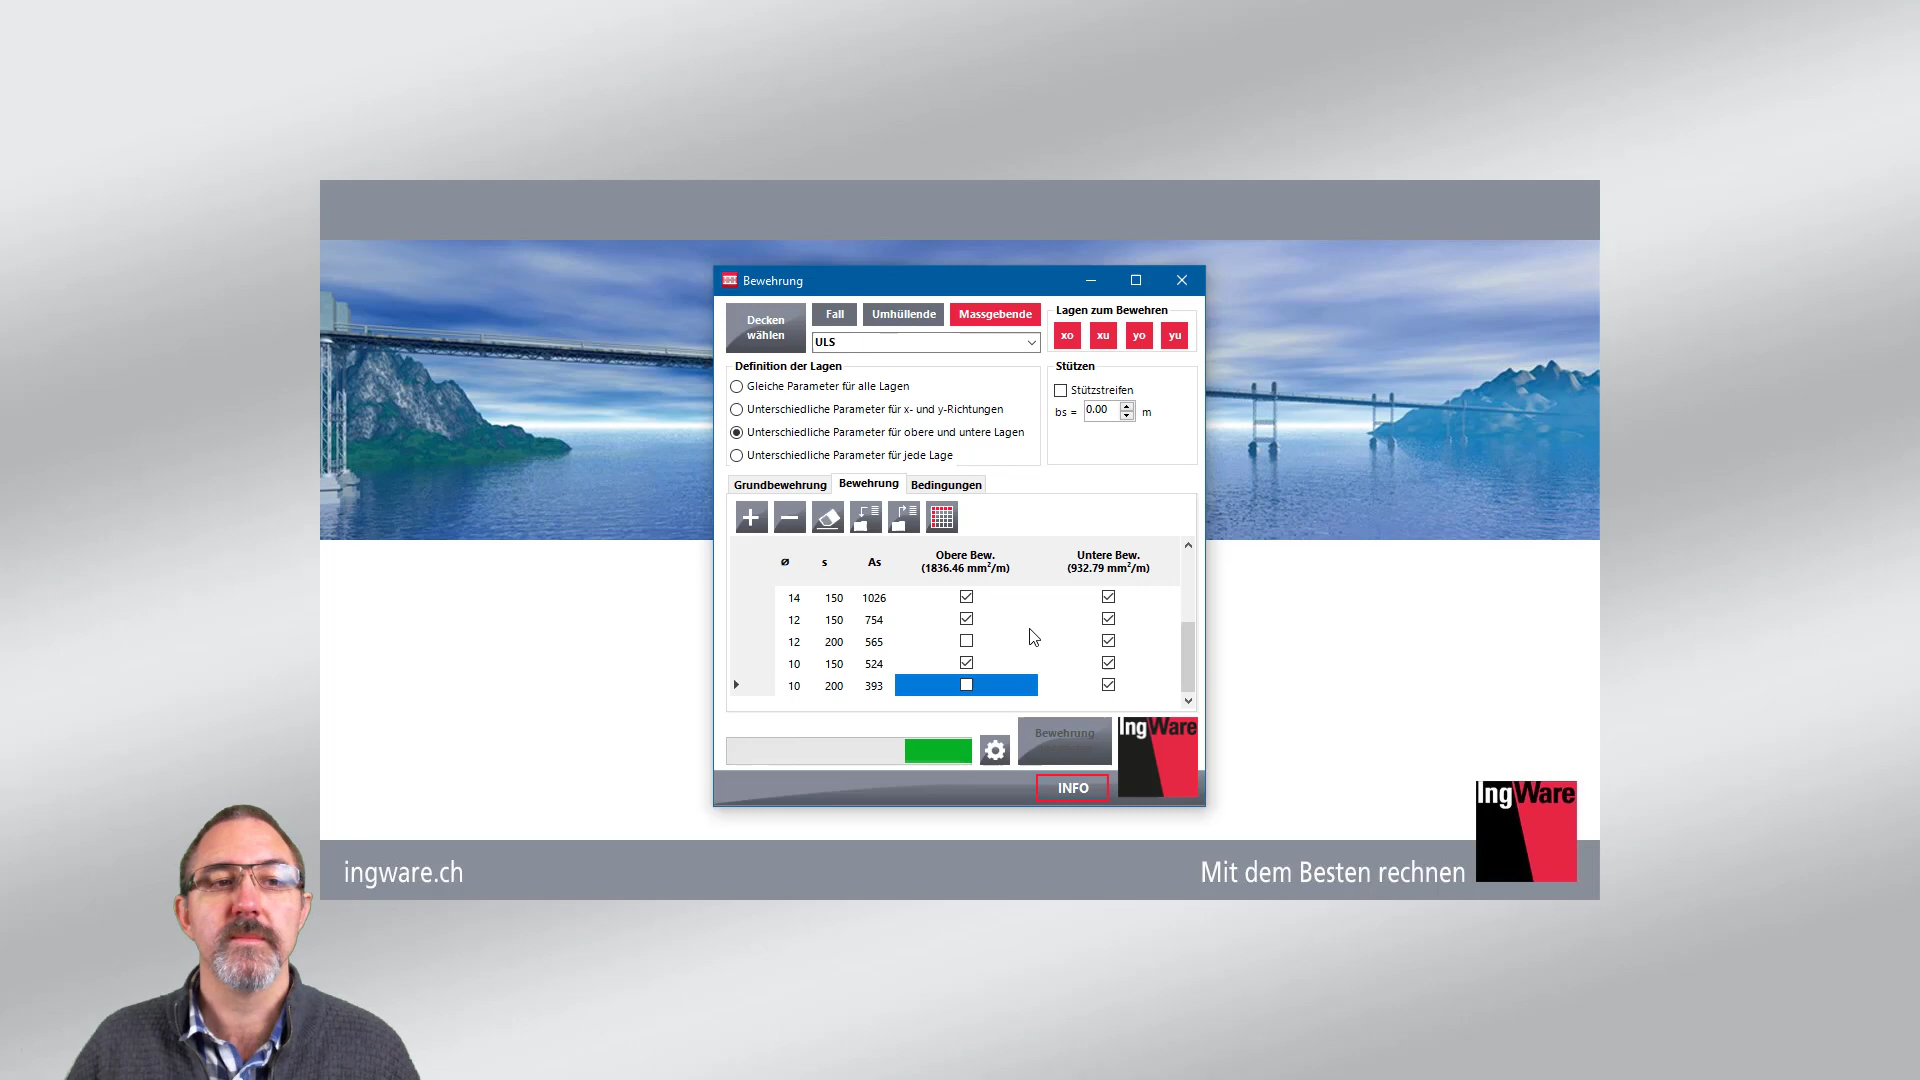 Bewehrung
Decken
wählen
Fall
Umhüllende
Massgebende
ULS
Lagen zum Bewehren
xo
xu
yo
yu
Definition der Lagen
Gleiche Parameter für alle Lagen
Unterschiedliche Parameter für x- und y-Richtungen
Unterschiedliche Parameter für obere und untere Lagen
Unterschiedliche Parameter für jede Lage
Stützen
Stützstreifen
bs = 0.00 m
Grundbewehrung
Bewehrung
Bedingungen
ø s As
Obere Bew.
(1836.46 mm²/m)
Untere Bew.
(932.79 mm²/m)
14 150 1026
12 150 754
12 200 565
10 150 524
10 200 393
Bewehrung
IngWare
INFO
ingware.ch
Mit dem Besten rechnen
IngWare